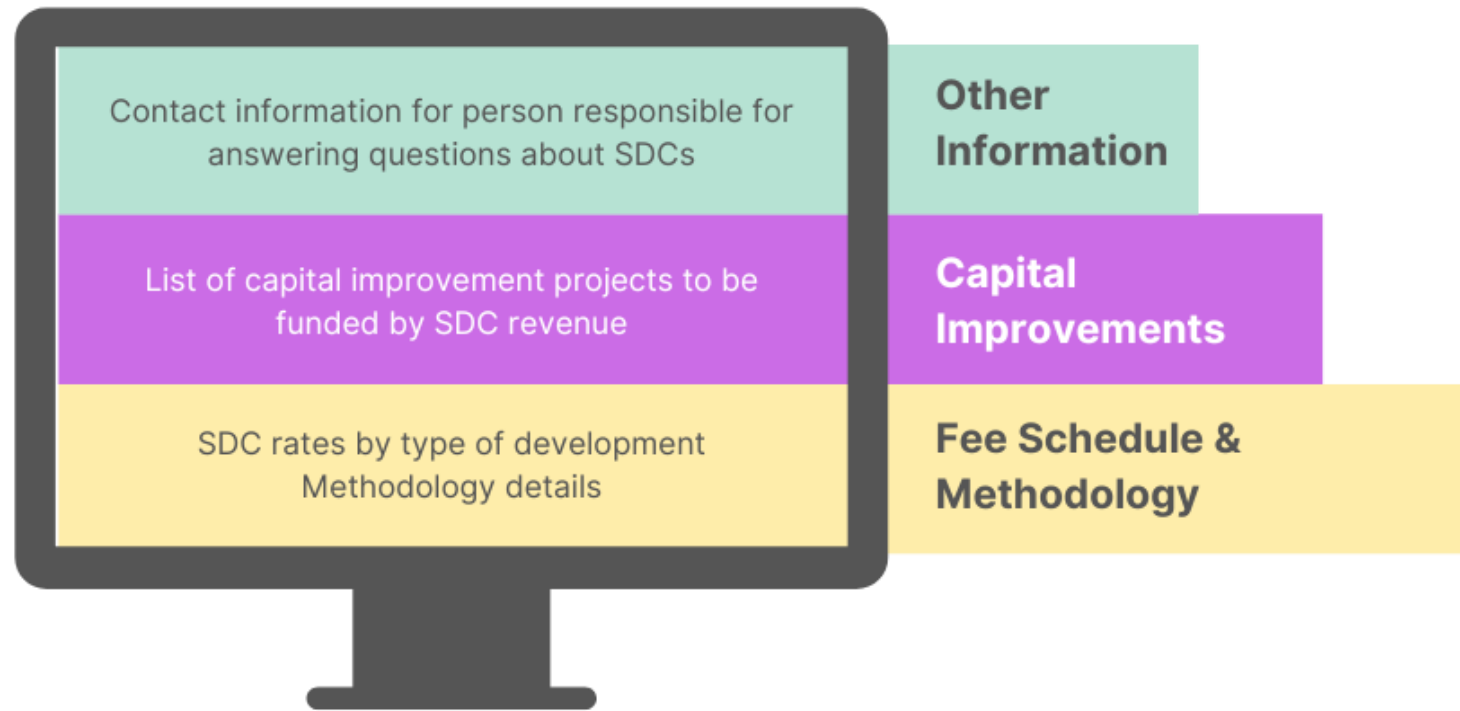 Contact information for person responsible for
answering questions about SDCs
Other
Information
List of capital improvement projects to be
funded by SDC revenue
Capital
Improvements
SDC rates by type of development
Methodology details
Fee Schedule &
Methodology